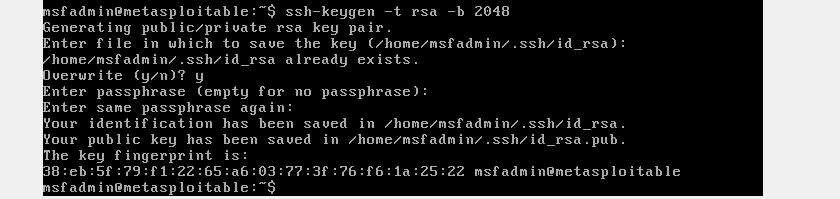 msfadmin@metasploitable:~$ ssh-keygen -t rsa -b 2048
Generating public/private rsa key pair.
Enter file in which to save the key (/home/msfadmin/.ssh/id_rsa):
/home/msfadmin/.ssh/id_rsa already exists.
Overwrite (y/n)? y
Enter passphrase (empty for no passphrase):
Enter same passphrase again:
Your identification has been saved in /home/msfadmin/.ssh/id_rsa.
Your public key has been saved in /home/msfadmin/.ssh/id_rsa.pub.
The key fingerprint is:
38:eb:5f:79:f1:22:65:a6:03:77:3f:76:f6:1a:25:22 msfadmin@metasploitable
msfadmin@metasploitable:~$